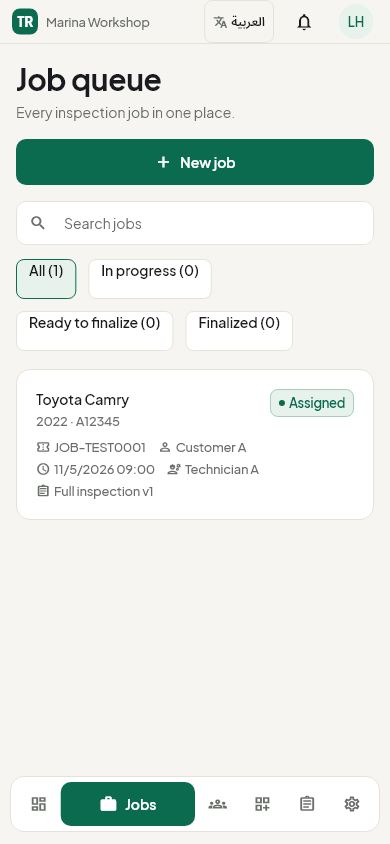 TR Marina Workshop العربية LH
Job queue
Every inspection job in one place.
+ New job
Search jobs
All (1) In progress (0)
Ready to finalize (0) Finalized (0)
Toyota Camry Assigned
2022 · A12345
JOB-TEST0001 Customer A
11/5/2026 09:00 Technician A
Full inspection v1
Jobs